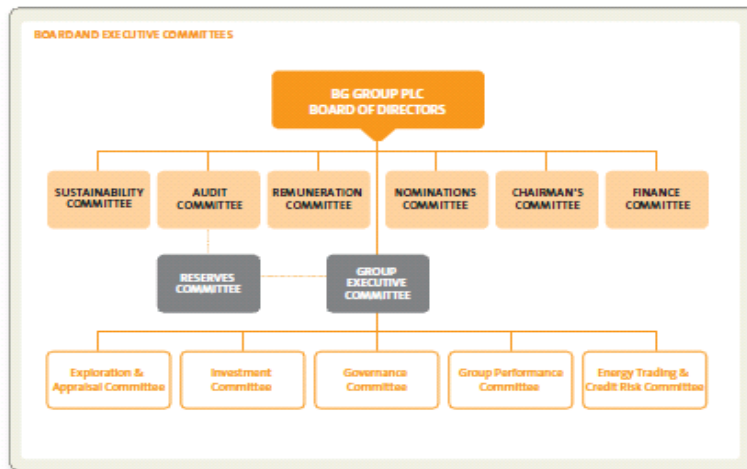 BOARD AND EXECUTIVE COMMITTEES
BG GROUP PLC
BOARD OF DIRECTORS
SUSTAINABILITY
COMMITTEE
AUDIT
COMMITTEE
REMUNERATION
COMMITTEE
NOMINATIONS
COMMITTEE
CHAIRMAN'S
COMMITTEE
FINANCE
COMMITTEE
RESERVES
COMMITTEE
GROUP
EXECUTIVE
COMMITTEE
Exploration &
Appraisal Committee
Investment
Committee
Governance
Committee
Group Performance
Committee
Energy Trading &
Credit Risk Committee